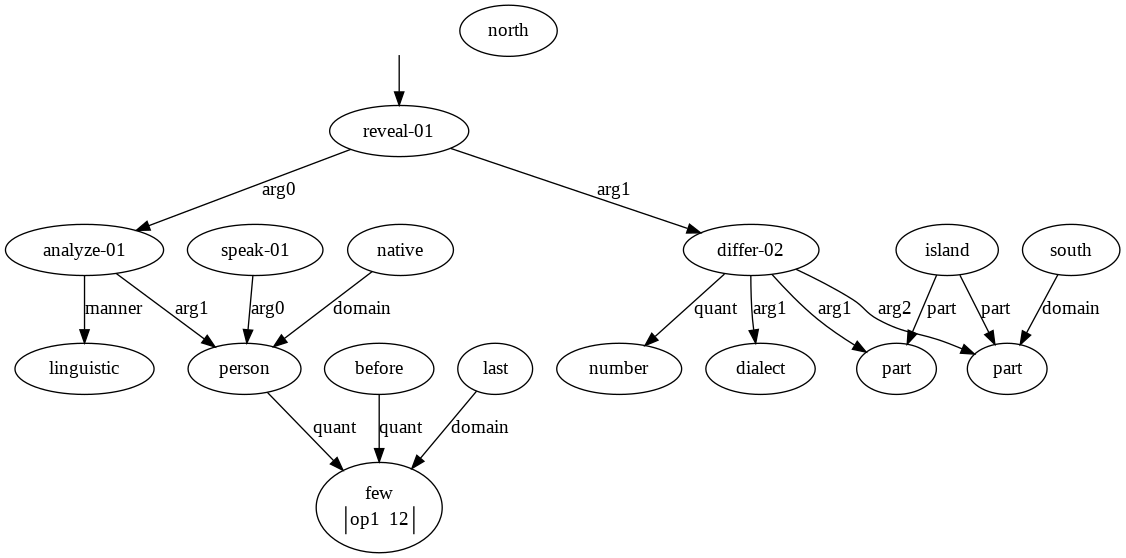 north
reveal-01
arg0
arg1
analyze-01
speak-01
native
differ-02
island
south
manner
arg1
arg0
domain
quant
arg1
arg1
arg2
part
part
domain
linguistic
person
before
last
number
dialect
part
part
quant
quant
domain
few
op1 12